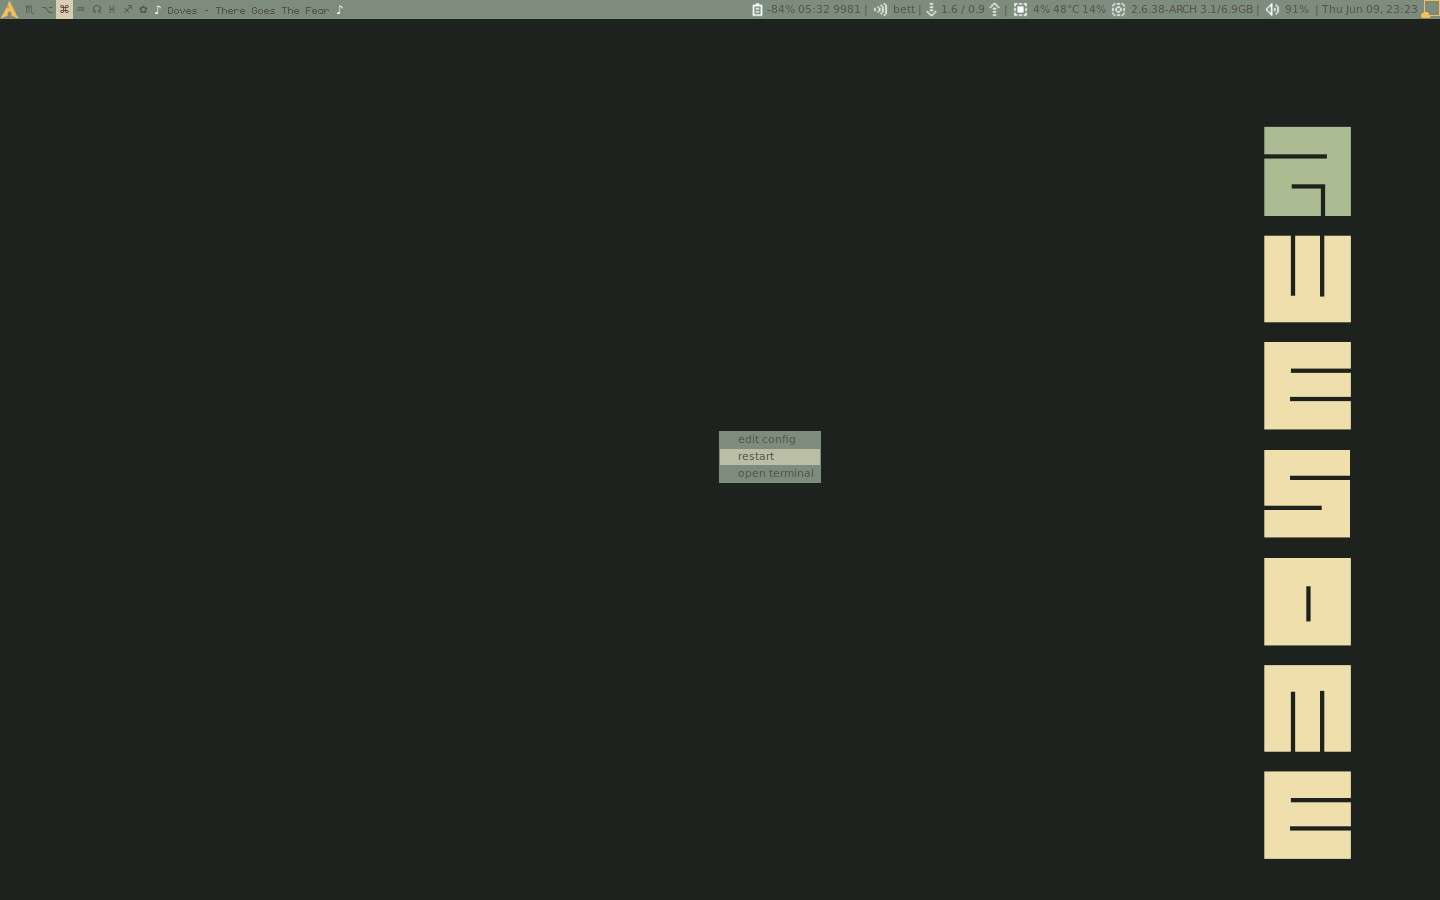 ♏ ⌥ ⌘ ⌤ ☊ ♓ ♐ ✿ ♪ Doves - There Goes The Fear ♪
-84% 05:32 9981 | bett | 1.6 / 0.9 | 4% 48°C 14% 2.6.38-ARCH 3.1/6.9GB | 91% | Thu Jun 09, 23:23
edit config
restart
open terminal
a
w
e
s
o
m
e